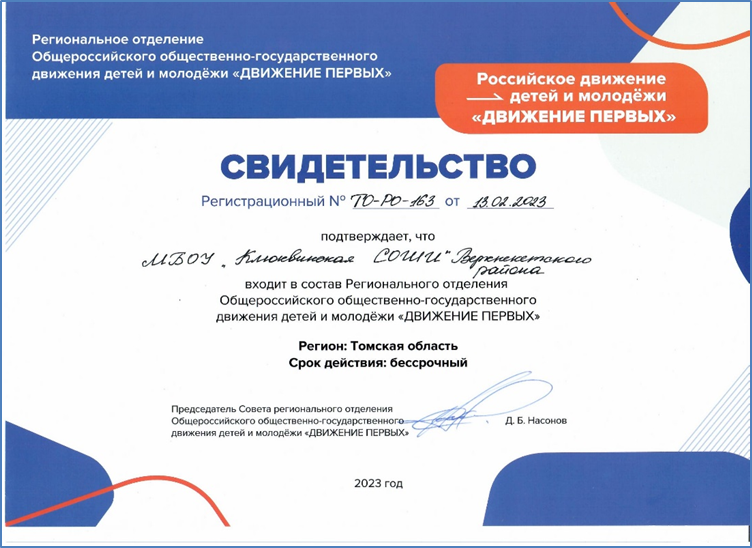 Региональное отделение
Общероссийского общественно-государственного
движения детей и молодёжи «ДВИЖЕНИЕ ПЕРВЫХ»
Российское движение
детей и молодёжи
«ДВИЖЕНИЕ ПЕРВЫХ»
СВИДЕТЕЛЬСТВО
Регистрационный № ТО-РО-163 от 13.02.2023
подтверждает, что
МБОУ „Клюквинская СОШИ" Верхнекетского
района
входит в состав Регионального отделения
Общероссийского общественно-государственного
движения детей и молодёжи «ДВИЖЕНИЕ ПЕРВЫХ»
Регион: Томская область
Срок действия: бессрочный
Председатель Совета регионального отделения
Общероссийского общественно-государственного
движения детей и молодёжи «ДВИЖЕНИЕ ПЕРВЫХ»
Д. Б. Насонов
2023 год